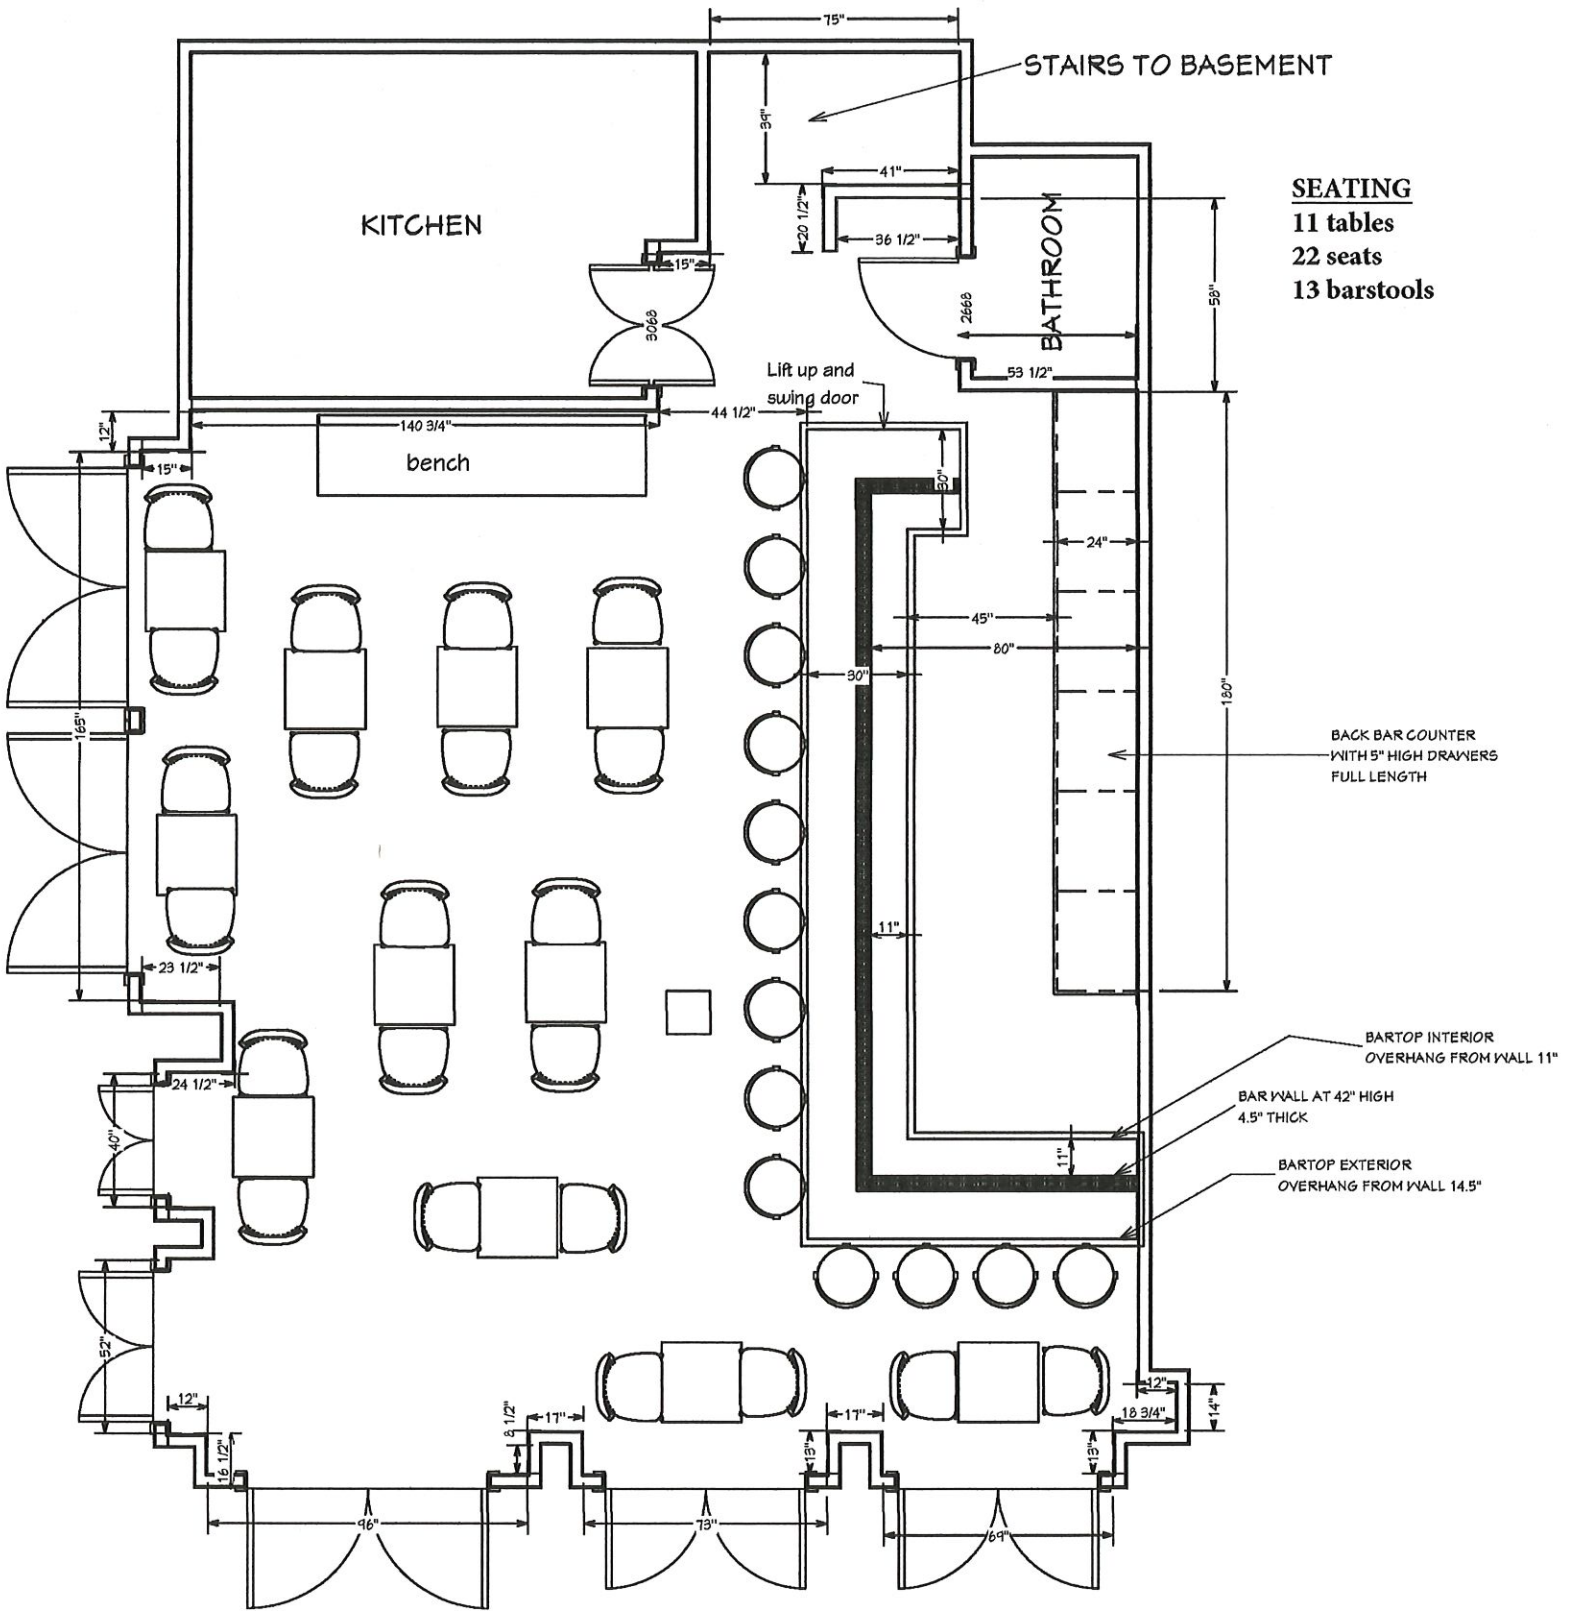 75"
STAIRS TO BASEMENT
39"
41"
20 1/2"
36 1/2"
KITCHEN
15"
3068
2668
BATHROOM
58"
53 1/2"
SEATING
11 tables
22 seats
13 barstools
Lift up and
swing door
44 1/2"
12"
140 3/4"
15"
bench
30"
24"
45"
80"
30"
180"
165"
BACK BAR COUNTER
WITH 5" HIGH DRAWERS
FULL LENGTH
11"
23 1/2"
24 1/2"
40"
BARTOP INTERIOR
OVERHANG FROM WALL 11"
BAR WALL AT 42" HIGH
4.5" THICK
11"
BARTOP EXTERIOR
OVERHANG FROM WALL 14.5"
52"
12"
16 1/2"
8 1/2"
17"
13"
17"
13"
12"
18 3/4"
14"
96"
73"
69"